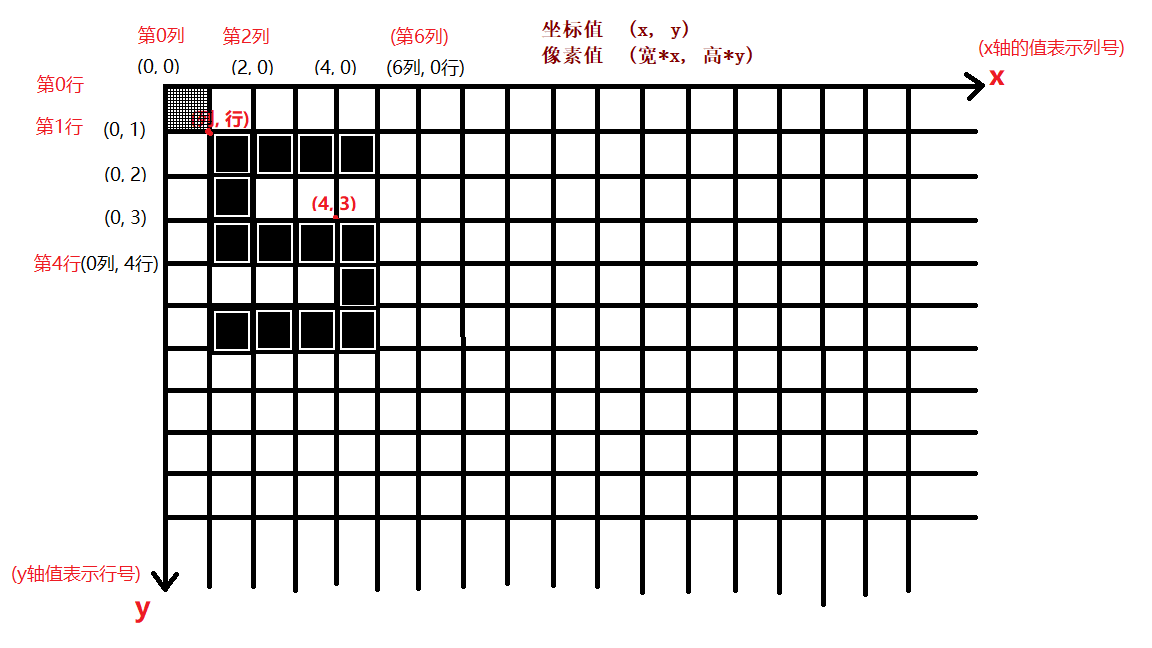 坐标值 (x, y)
像素值 (宽*x, 高*y)
第0列 第2列 (第6列)
(x轴的值表示列号)
(0, 0) (2, 0) (4, 0) (6列, 0行)
x
第0行
第1行 (0, 1)
行)
(0, 2)
(4, 3)
(0, 3)
第4行(0列, 4行)
(y轴值表示行号)
y